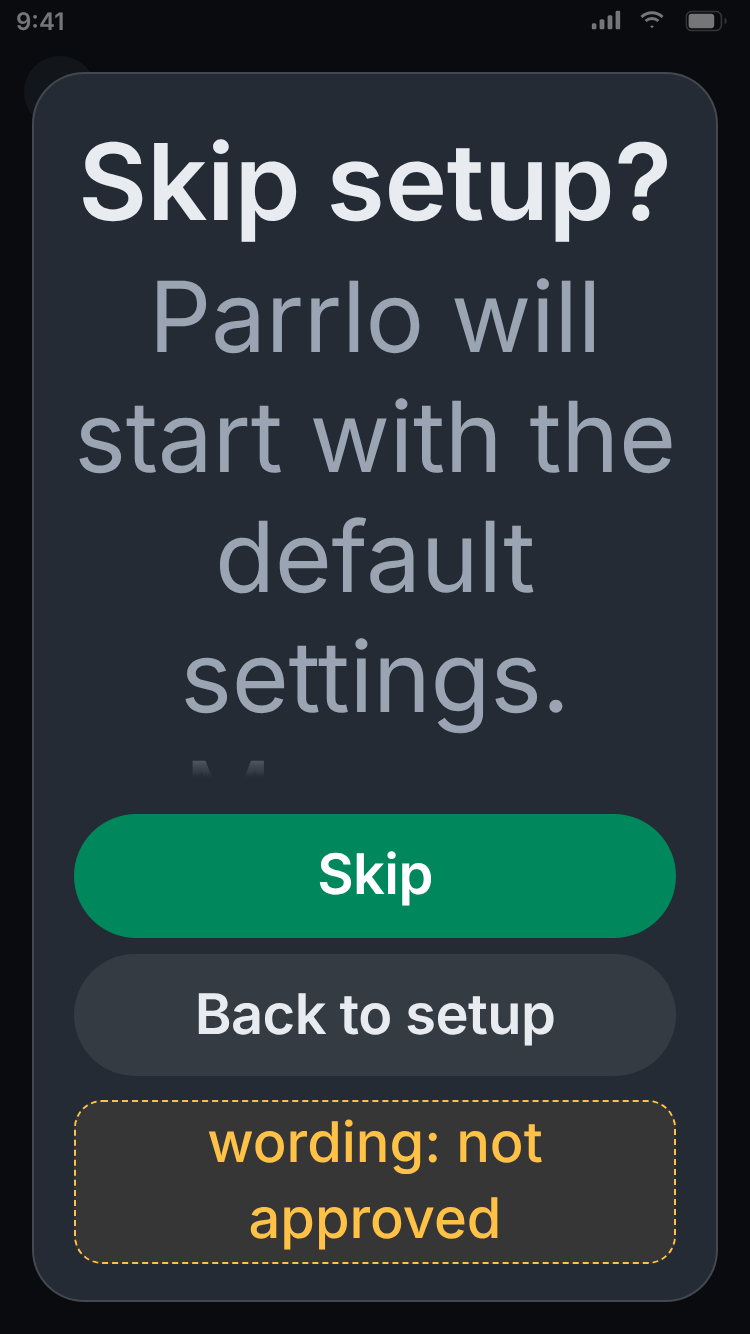 9:41
Skip setup?
Parrlo will
start with the
default
settings.
Skip
Back to setup
wording: not
approved